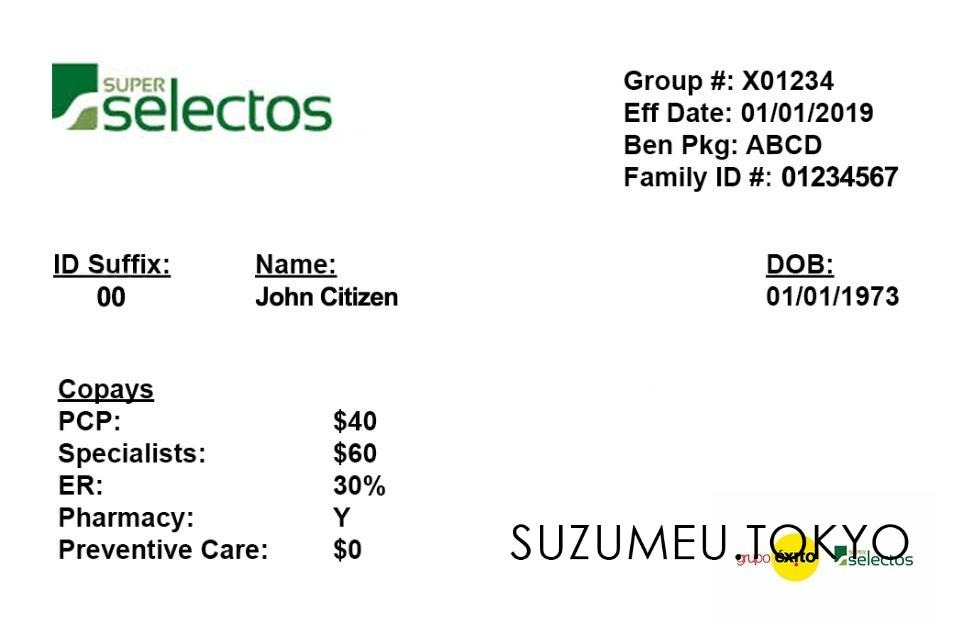 SUPER
selectos
Group #: X01234
Eff Date: 01/01/2019
Ben Pkg: ABCD
Family ID #: 01234567
ID Suffix: Name: DOB:
00 John Citizen 01/01/1973
Copays
PCP: $40
Specialists: $60
ER: 30%
Pharmacy: Y
Preventive Care: $0
SUZUMEU.TOKYO
grupo éxito SUPER selectos